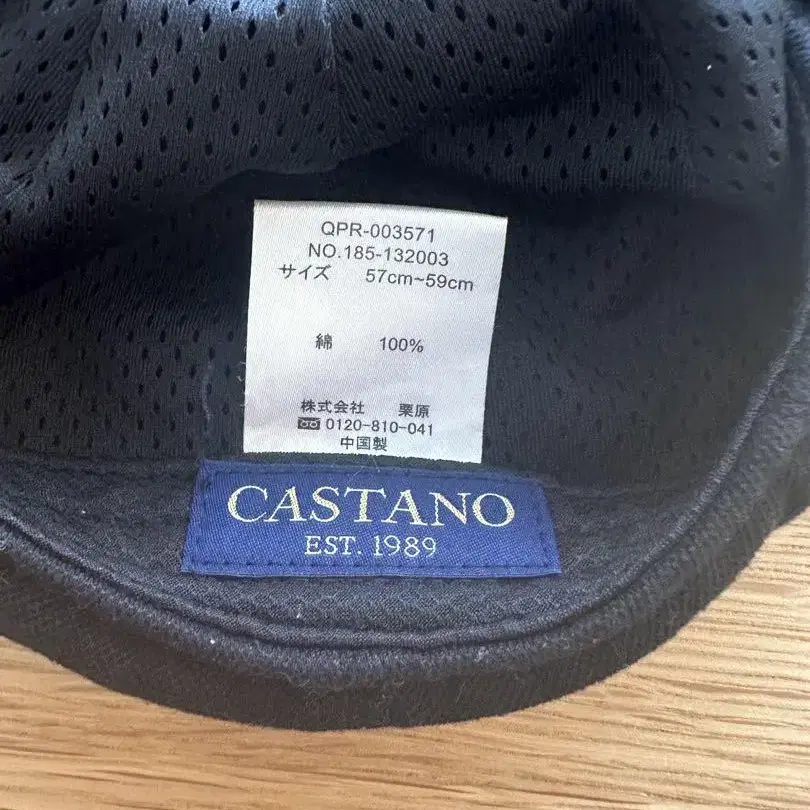 QPR-003571
NO.185-132003
サイズ 57cm~59cm
綿 100%
株式会社 栗原
0120-810-041
中国製
CASTANO
EST. 1989